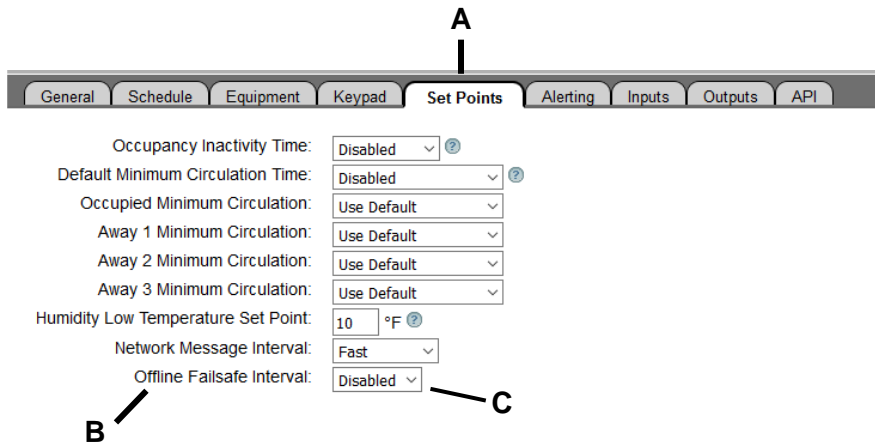 A
General Schedule Equipment Keypad Set Points Alerting Inputs Outputs API
Occupancy Inactivity Time: Disabled ?
Default Minimum Circulation Time: Disabled ?
Occupied Minimum Circulation: Use Default
Away 1 Minimum Circulation: Use Default
Away 2 Minimum Circulation: Use Default
Away 3 Minimum Circulation: Use Default
Humidity Low Temperature Set Point: 10 °F ?
Network Message Interval: Fast
Offline Failsafe Interval: Disabled
C
B